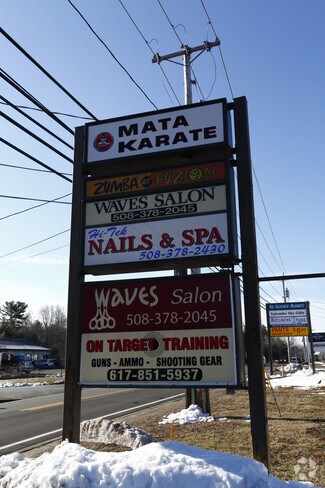 MATA
KARATE
ZUMBA FUZION
WAVES SALON
508-378-2045
Hi-Tek
NAILS & SPA
508-378-2430
WAVES Salon
508-378-2045
ON TARGET TRAINING
GUNS - AMMO - SHOOTING GEAR
617-851-5937